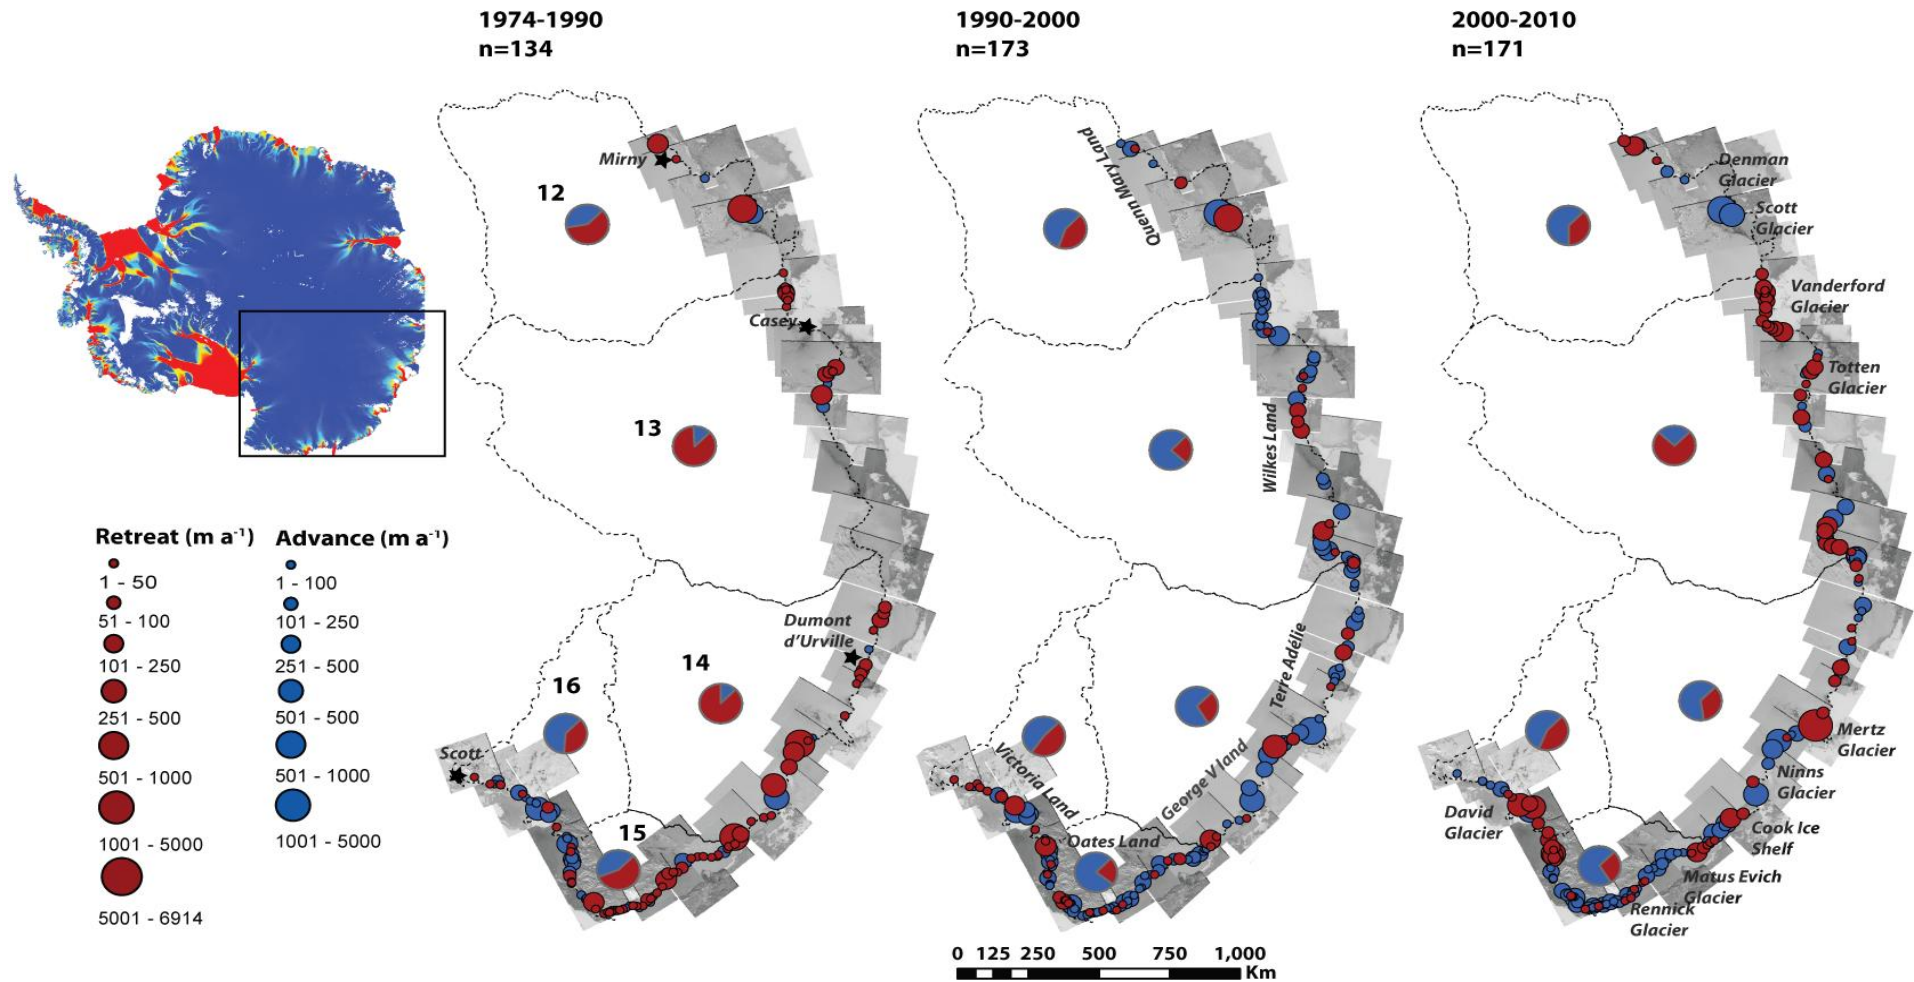 1974-1990
n=134
1990-2000
n=173
2000-2010
n=171
Mirny
12
Casey
13
Dumont
d'Urville
14
16
Scott
15
Quenn Mary Land
Wilkes Land
Terre Adélie
George V land
Victoria Land
Oates Land
Denman
Glacier
Scott
Glacier
Vanderford
Glacier
Totten
Glacier
Mertz
Glacier
Ninns
Glacier
David
Glacier
Cook Ice
Shelf
Matus Evich
Glacier
Rennick
Glacier
Retreat (m a-1)
1 - 50
51 - 100
101 - 250
251 - 500
501 - 1000
1001 - 5000
5001 - 6914
Advance (m a-1)
1 - 100
101 - 250
251 - 500
501 - 500
501 - 1000
1001 - 5000
0 125 250 500 750 1,000
Km